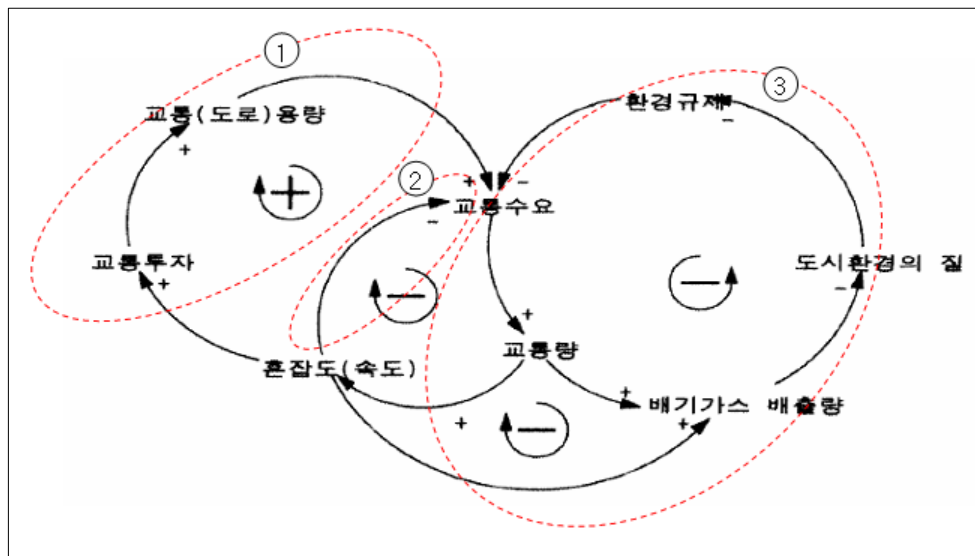 ①
③
환경규제
교통(도로)용량
-
+
②
+
-
+
교통수요
-
교통투자
도시환경의 질
+
-
-
-
+
교통량
혼잡도(속도)
+
배기가스 배출량
+
+
-